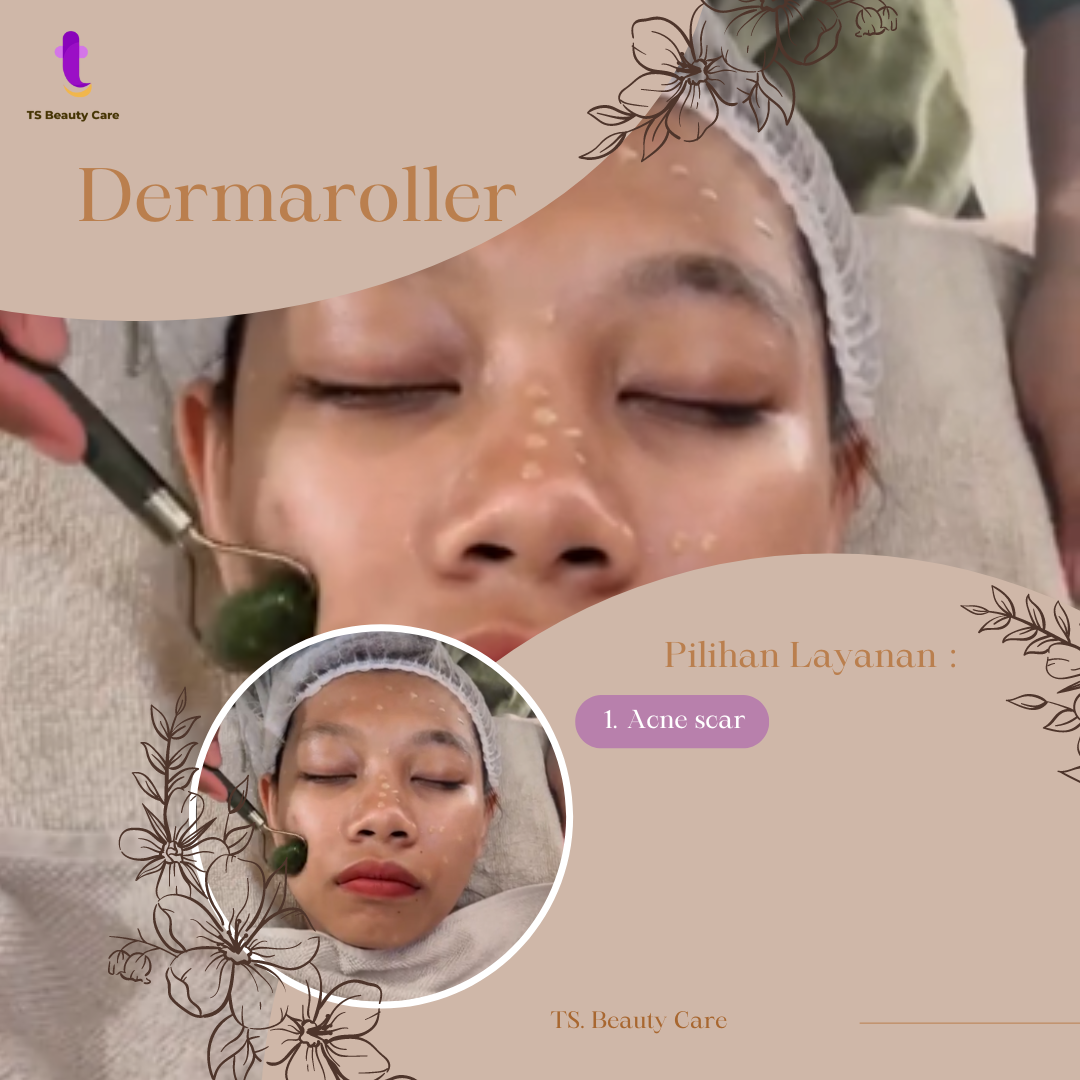 TS Beauty Care
Dermaroller
Pilihan Layanan :
1. Acne scar
TS. Beauty Care